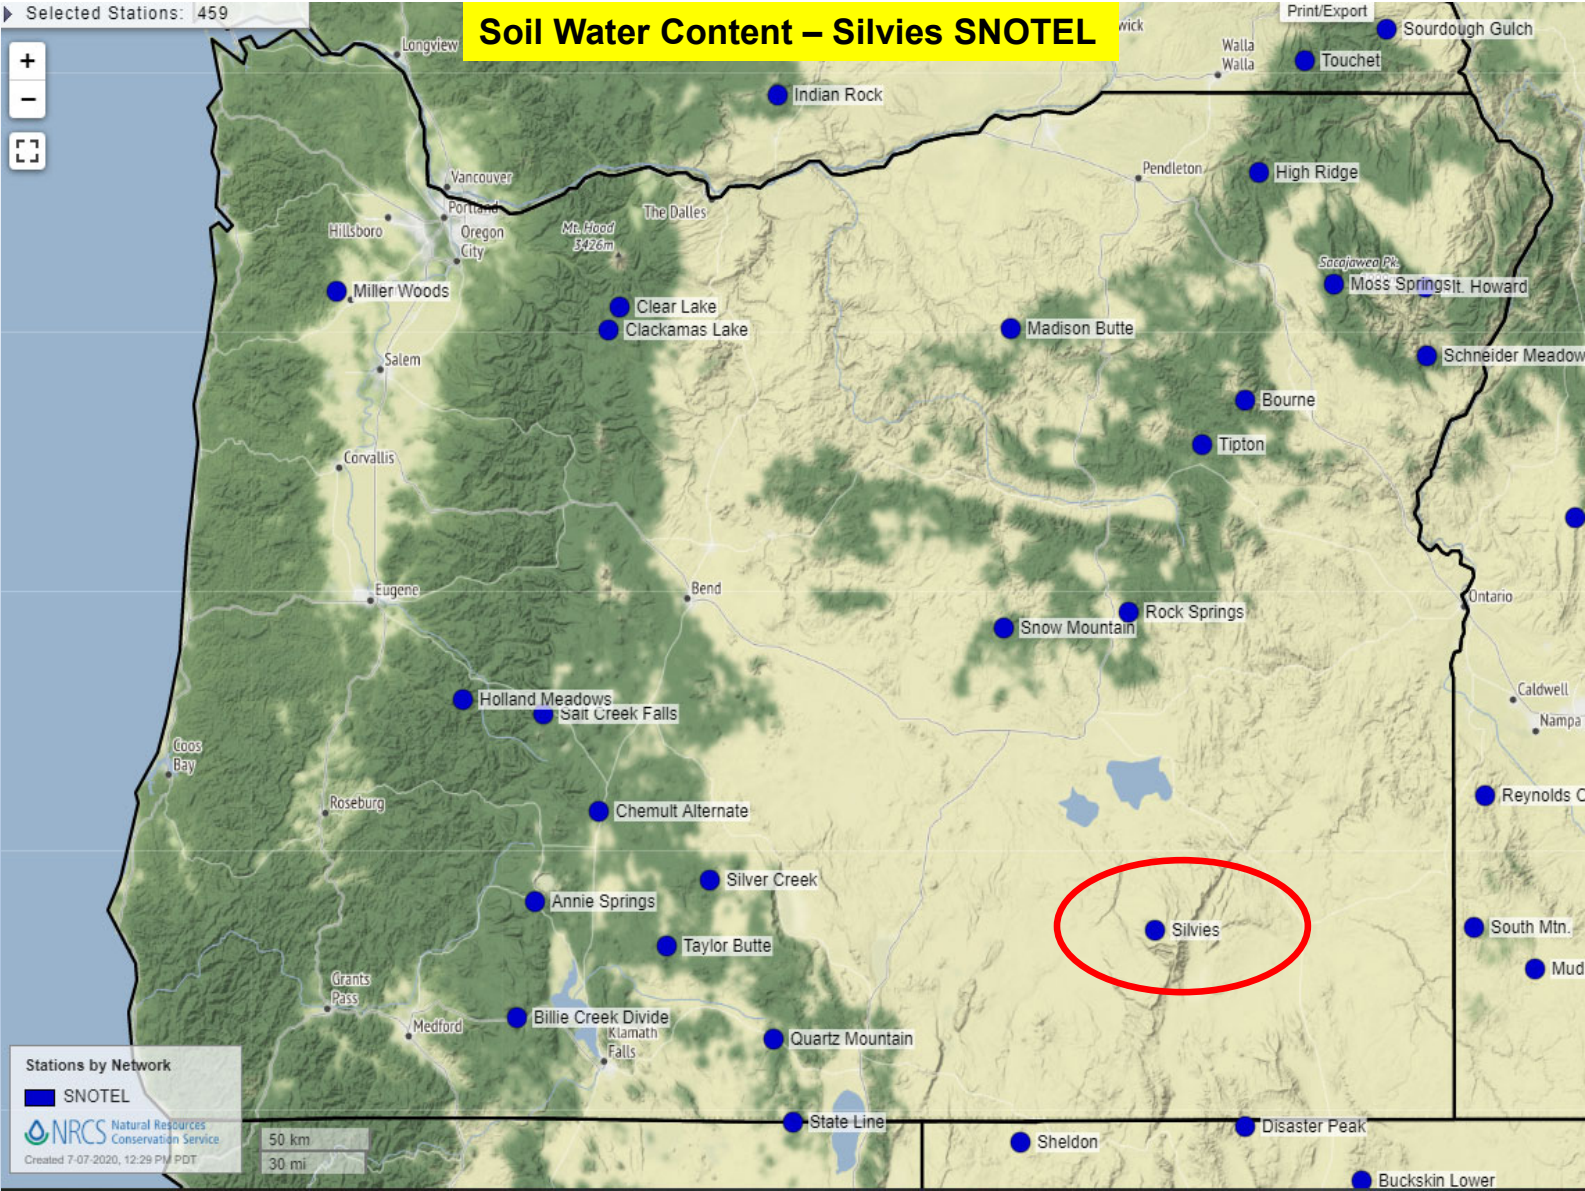 Selected Stations: 459
Soil Water Content – Silvies SNOTEL
Print/Export
+
−
Longview
wick
Walla
Walla
Sourdough Gulch
Touchet
Indian Rock
Vancouver
Portland
Hillsboro
Oregon
City
Mt. Hood
3426m
The Dalles
Pendleton
High Ridge
Sacajawea Pk.
Miller Woods
Clear Lake
Clackamas Lake
Moss Springs
t. Howard
Madison Butte
Salem
Schneider Meadow
Bourne
Tipton
Corvallis
Eugene
Bend
Ontario
Rock Springs
Snow Mountain
Holland Meadows
Salt Creek Falls
Caldwell
Nampa
Coos
Bay
Roseburg
Chemult Alternate
Reynolds C
Silver Creek
Annie Springs
Silvies
South Mtn.
Taylor Butte
Mud
Grants
Pass
Medford
Billie Creek Divide
Klamath
Falls
Quartz Mountain
State Line
Sheldon
Disaster Peak
Buckskin Lower
Stations by Network
SNOTEL
NRCS Natural Resources
Conservation Service
Created 7-07-2020, 12:29 PM PDT
50 km
30 mi